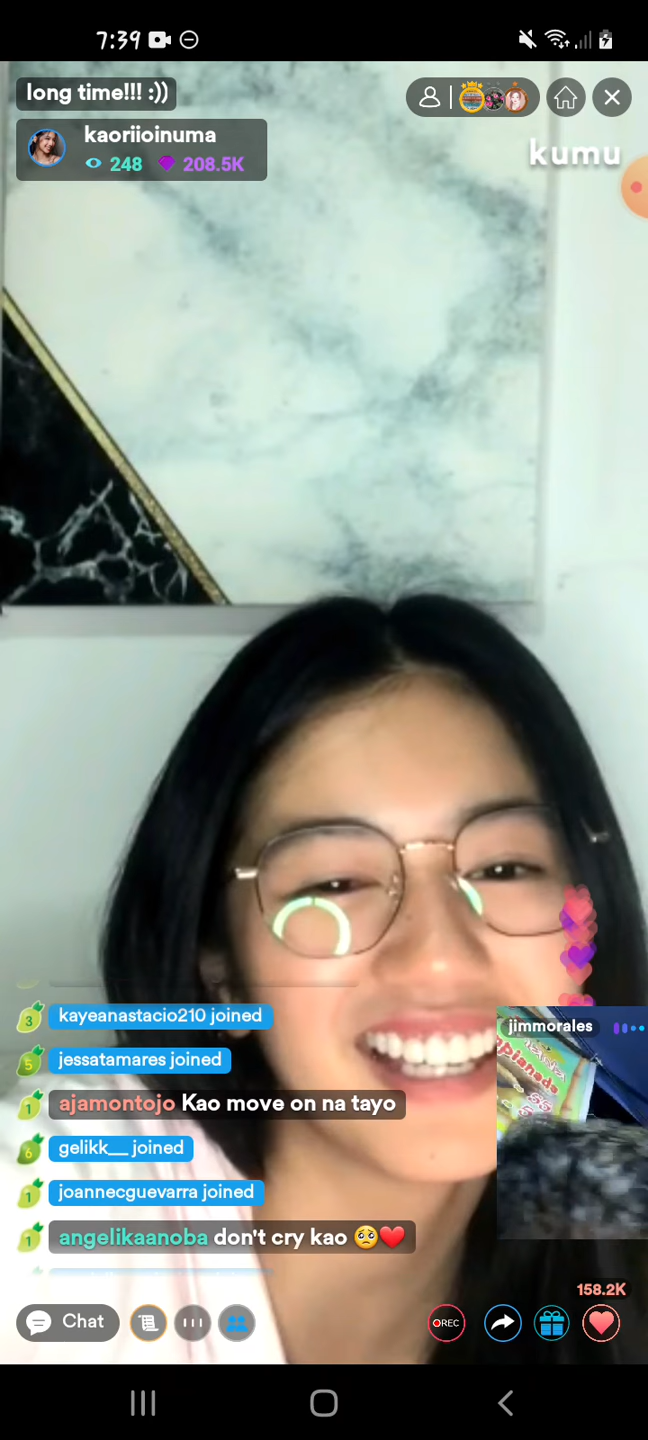 7:39
long time!!! :))
kaoriioinuma
248 208.5K
kumu
jimmorales
3 kayeanastacio210 joined
5 jessatamares joined
1 ajamontojo Kao move on na tayo
6 gelikk__ joined
1 joannecguevarra joined
1 angelikaanoba don't cry kao 🥺❤️
158.2K
Chat
REC